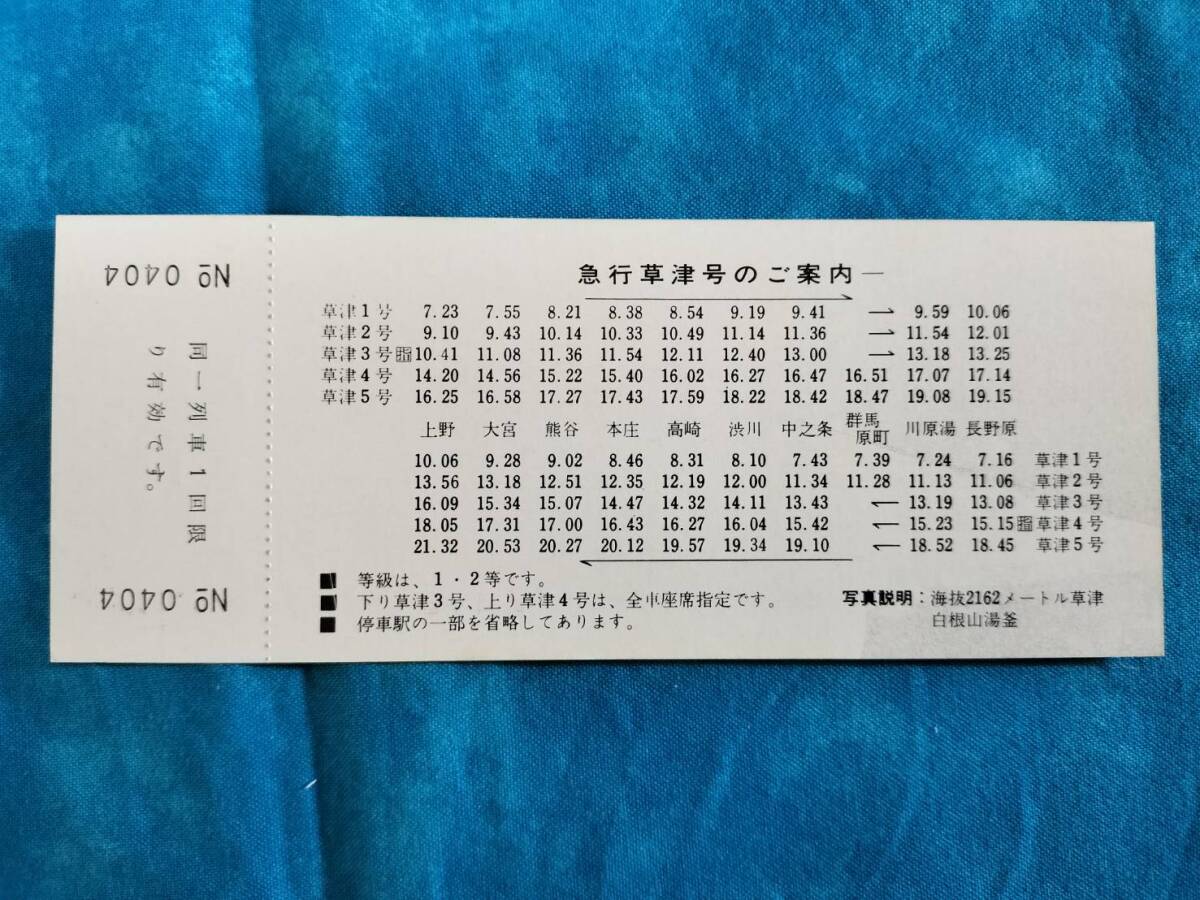 急行草津号のご案内
草津1号 7.23 7.55 8.21 8.38 8.54 9.19 9.41 → 9.59 10.06
草津2号 9.10 9.43 10.14 10.33 10.49 11.14 11.36 → 11.54 12.01
草津3号 指 10.41 11.08 11.36 11.54 12.11 12.40 13.00 → 13.18 13.25
草津4号 14.20 14.56 15.22 15.40 16.02 16.27 16.47 16.51 17.07 17.14
草津5号 16.25 16.58 17.27 17.43 17.59 18.22 18.42 18.47 19.08 19.15
上野 大宮 熊谷 本庄 高崎 渋川 中之条 群馬原町 川原湯 長野原
10.06 9.28 9.02 8.46 8.31 8.10 7.43 7.39 7.24 7.16 草津1号
13.56 13.18 12.51 12.35 12.19 12.00 11.34 11.28 11.13 11.06 草津2号
16.09 15.34 15.07 14.47 14.32 14.11 13.43 ← 13.19 13.08 草津3号
18.05 17.31 17.00 16.43 16.27 16.04 15.42 ← 15.23 15.15 指 草津4号
21.32 20.53 20.27 20.12 19.57 19.34 19.10 ← 18.52 18.45 草津5号
■ 等級は、1・2等です。
■ 下り草津3号、上り草津4号は、全車座席指定です。
■ 停車駅の一部を省略してあります。
写真説明：海抜2162メートル草津
白根山湯釜
№ 0404
同一列車1回限
り有効です。
№ 0404